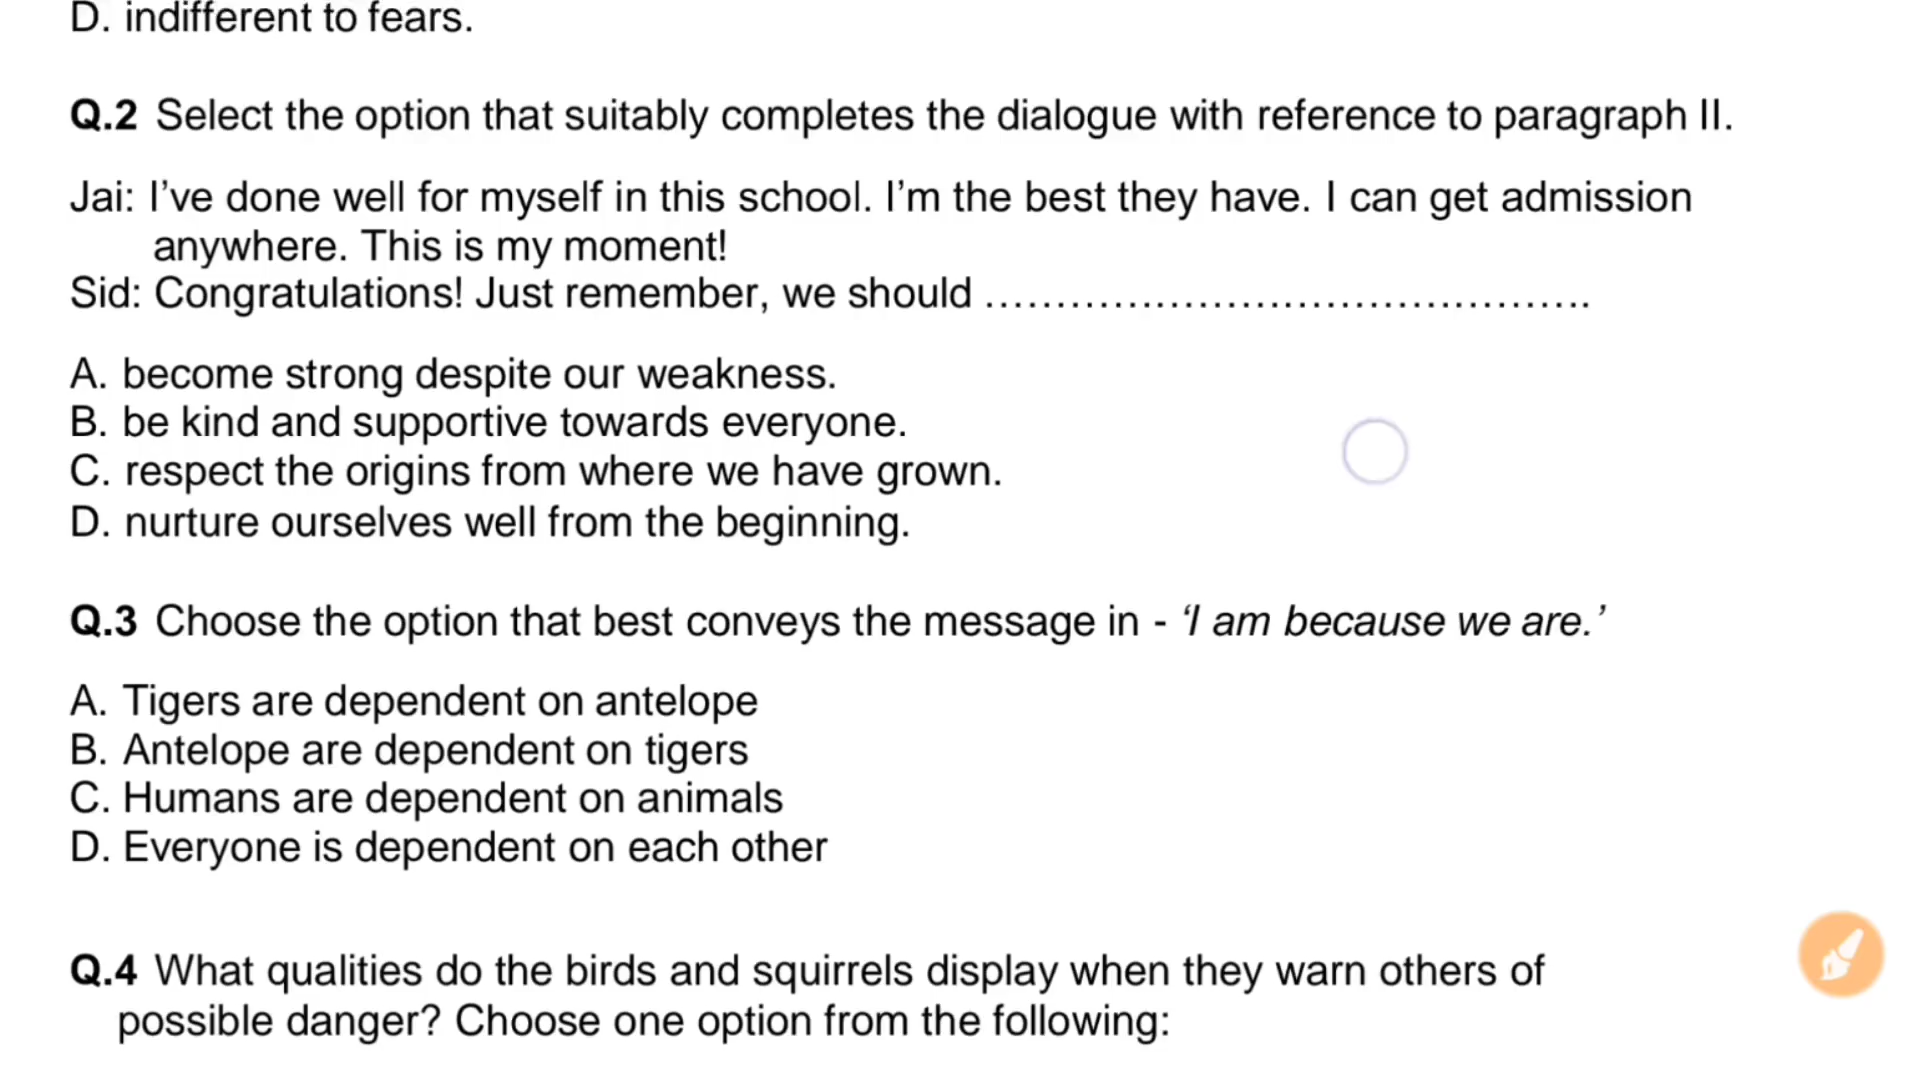 D. indifferent to fears.
Q.2 Select the option that suitably completes the dialogue with reference to paragraph II.
Jai: I’ve done well for myself in this school. I’m the best they have. I can get admission
anywhere. This is my moment!
Sid: Congratulations! Just remember, we should ……………………………………….
A. become strong despite our weakness.
B. be kind and supportive towards everyone.
C. respect the origins from where we have grown.
D. nurture ourselves well from the beginning.
Q.3 Choose the option that best conveys the message in - ‘I am because we are.’
A. Tigers are dependent on antelope
B. Antelope are dependent on tigers
C. Humans are dependent on animals
D. Everyone is dependent on each other
Q.4 What qualities do the birds and squirrels display when they warn others of
possible danger? Choose one option from the following: